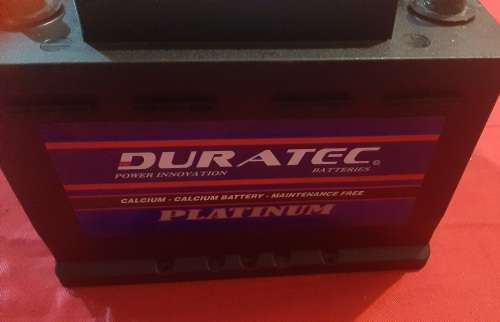 DURATEC®
POWER INNOVATION BATTERIES
CALCIUM - CALCIUM BATTERY - MAINTENANCE FREE
PLATINUM